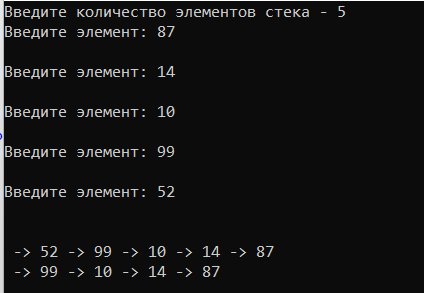 Введите количество элементов стека - 5
Введите элемент: 87
Введите элемент: 14
Введите элемент: 10
Введите элемент: 99
Введите элемент: 52
-> 52 -> 99 -> 10 -> 14 -> 87
-> 99 -> 10 -> 14 -> 87